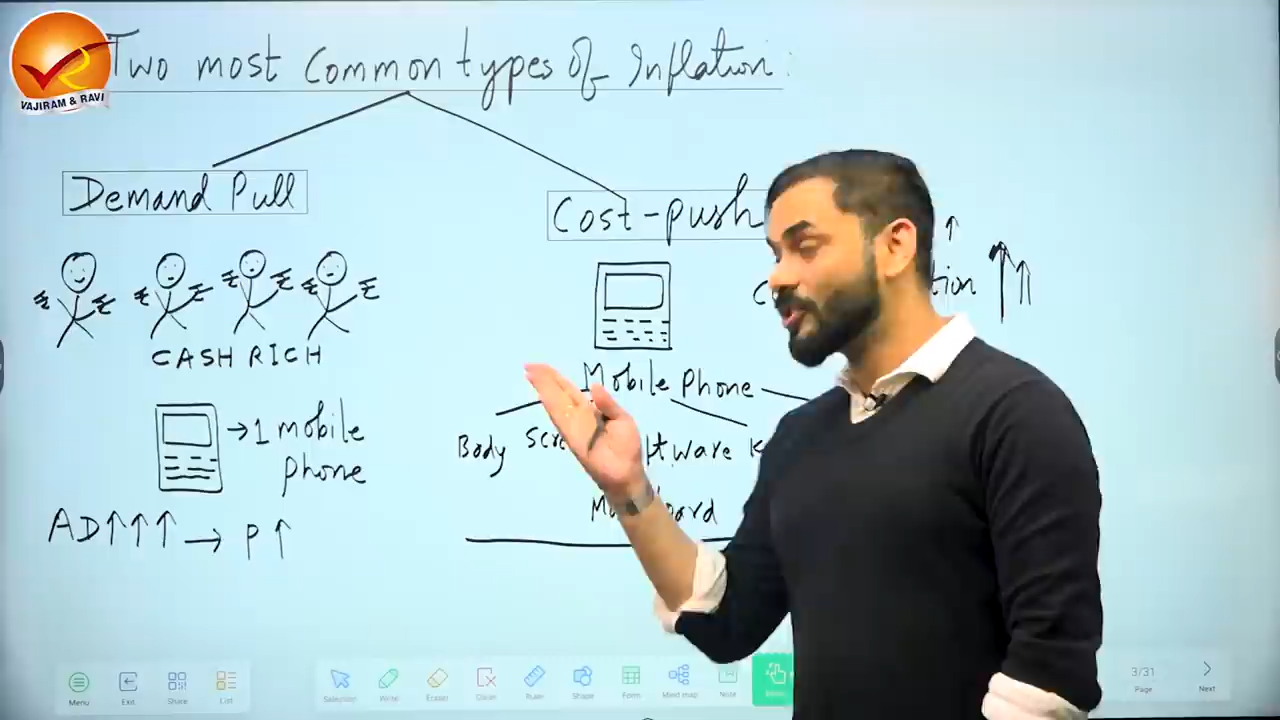 VAJIRAM & RAVI
Two most Common types Of Inflation:
Demand Pull
Cost-push
CASH RICH
→ 1 mobile
phone
AD↑↑↑ → P↑
↑
tion ↑↑
Mobile Phone
Body
Menu
Exit
Share
List
Selection
Write
Eraser
Clean
Ruler
Shape
Form
Mind map
Note
3/31
Page
Next